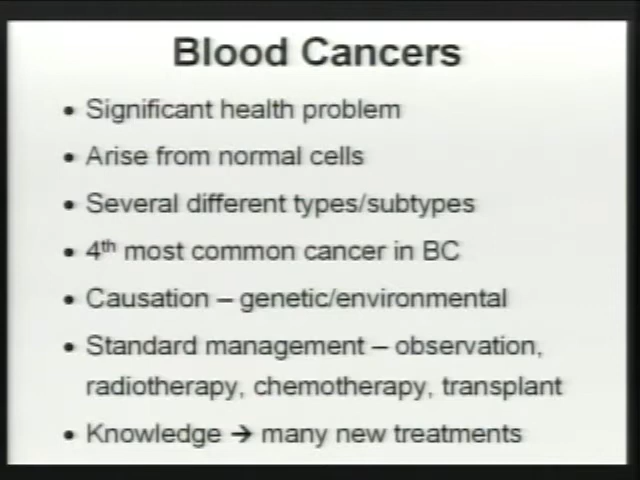 Blood Cancers
• Significant health problem
• Arise from normal cells
• Several different types/subtypes
• 4th most common cancer in BC
• Causation – genetic/environmental
• Standard management – observation,
radiotherapy, chemotherapy, transplant
• Knowledge → many new treatments